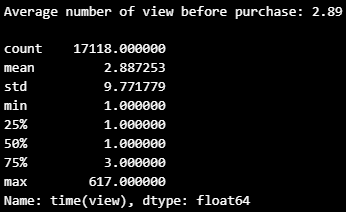 Average number of view before purchase: 2.89
count    17118.000000
mean         2.887253
std          9.771779
min          1.000000
25%          1.000000
50%          1.000000
75%          3.000000
max        617.000000
Name: time(view), dtype: float64